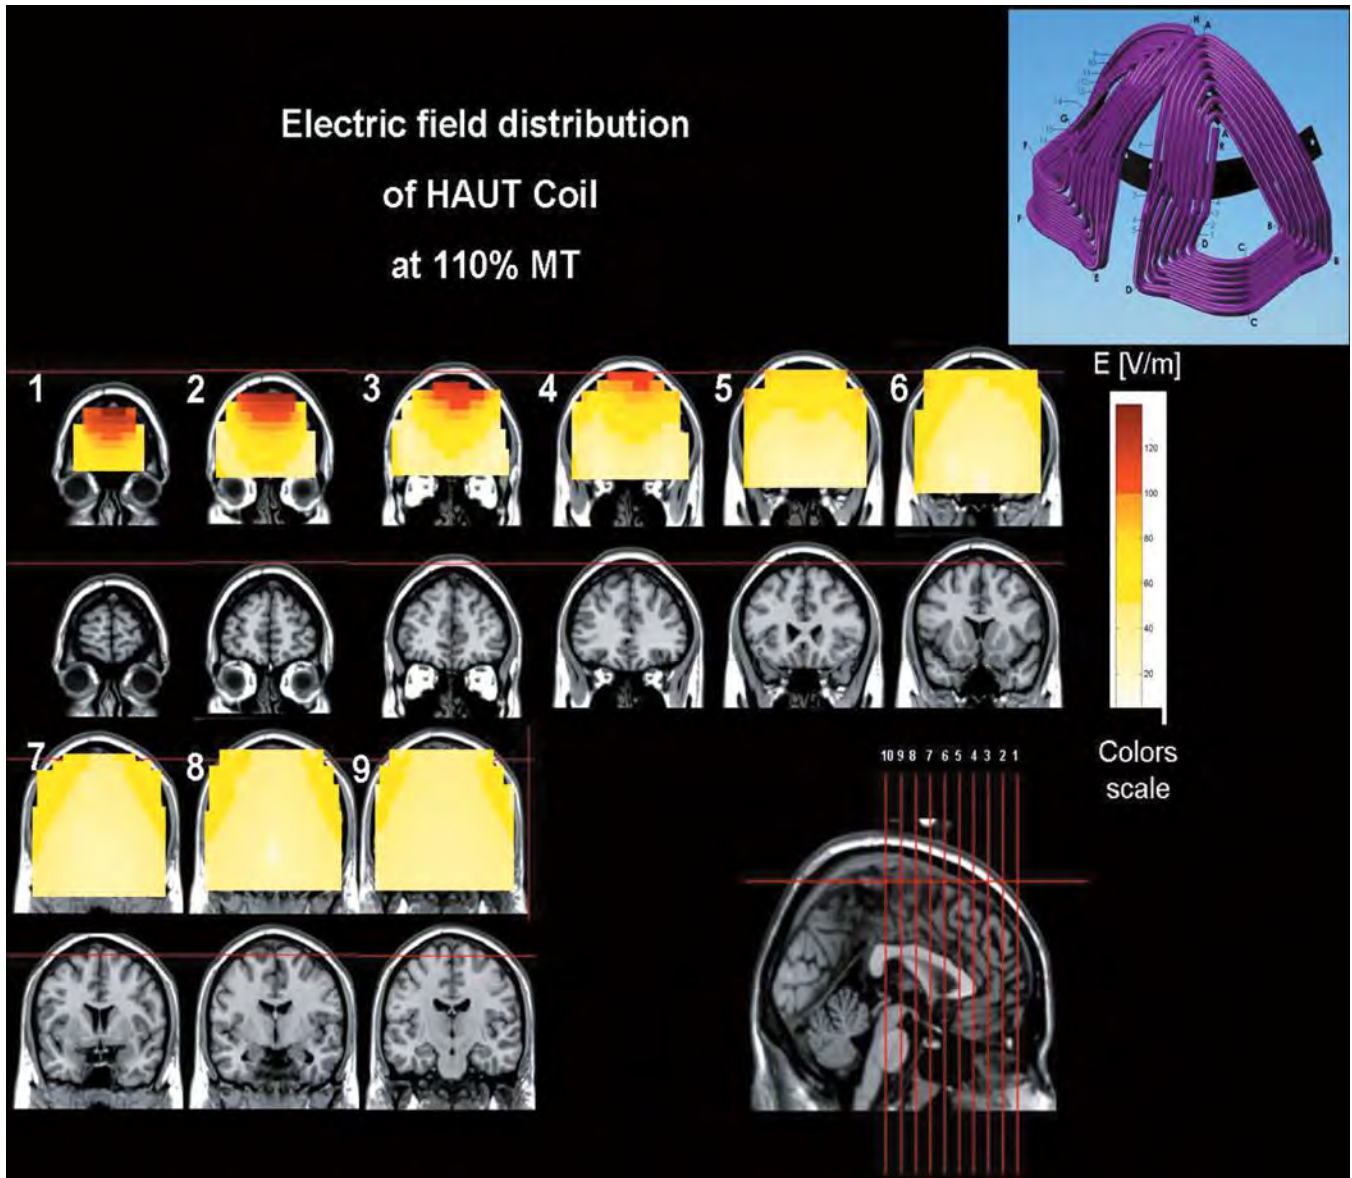 Electric field distribution
of HAUT Coil
at 110% MT
H A
G
F
A
R
F
E
D
D
C
B
B
C
E [V/m]
1 2 3 4 5 6
120
100
80
60
40
20
7 8 9
10 9 8 7 6 5 4 3 2 1
Colors
scale